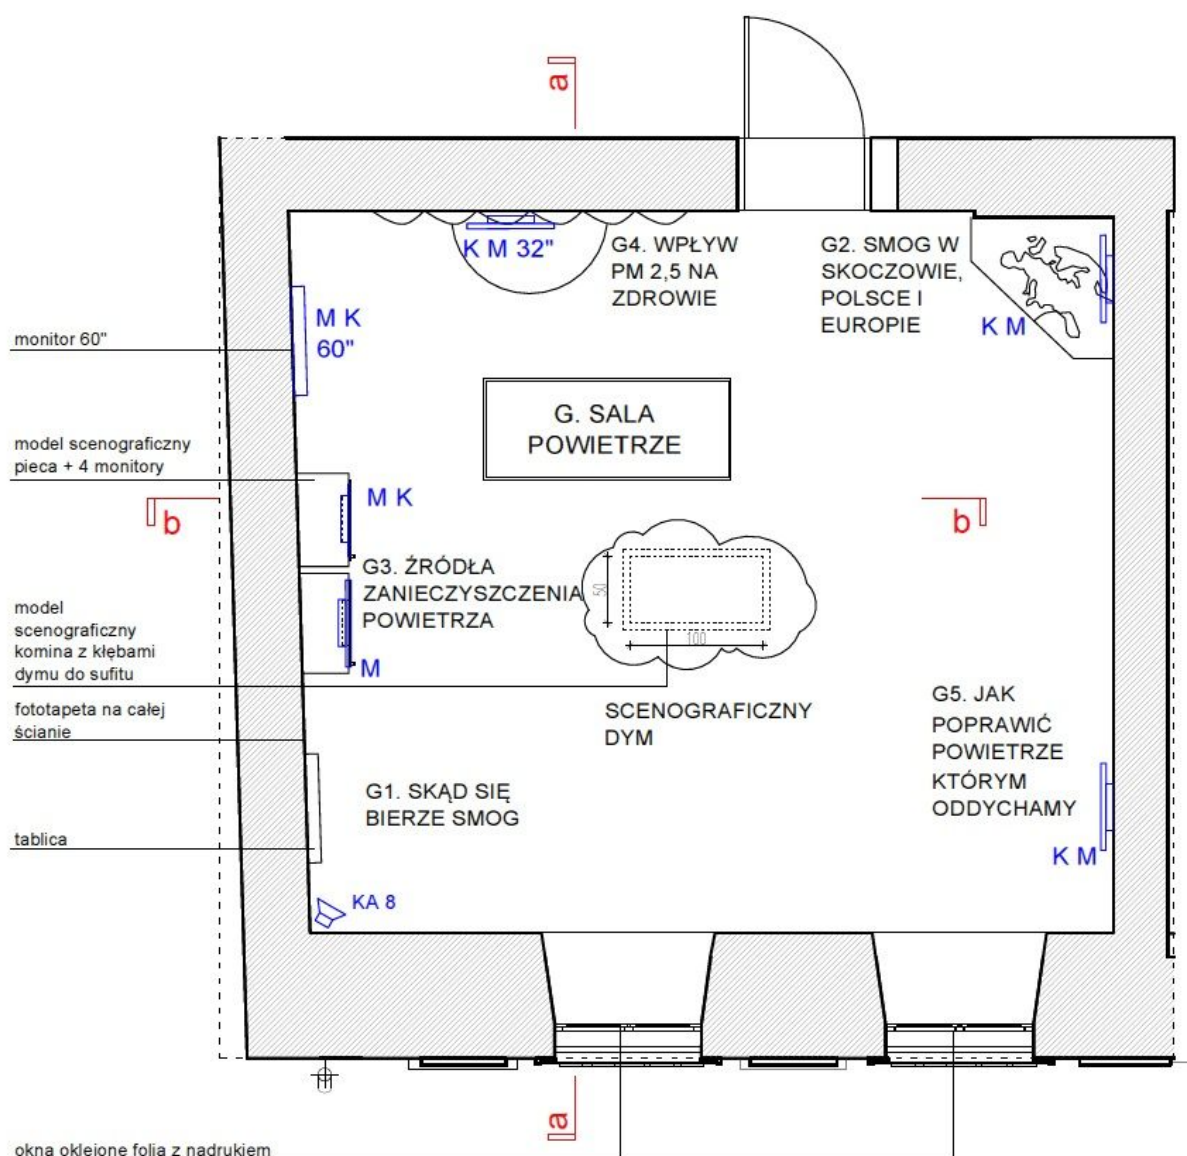 a
K M 32"
G4. WPŁYW
PM 2,5 NA
ZDROWIE
G2. SMOG W
SKOCZOWIE,
POLSCE I
EUROPIE
K M
M K
60"
monitor 60"
G. SALA
POWIETRZE
model scenograficzny
pieca + 4 monitory
M K
b
b
G3. ŹRÓDŁA
ZANIECZYSZCZENIA
POWIETRZA
M
50
100
model
scenograficzny
komina z kłębami
dymu do sufitu
fototapeta na całej
ścianie
SCENOGRAFICZNY
DYM
G5. JAK
POPRAWIĆ
POWIETRZE
KTÓRYM
ODDYCHAMY
K M
G1. SKĄD SIĘ
BIERZE SMOG
tablica
KA 8
a
okna oklejone folią z nadrukiem